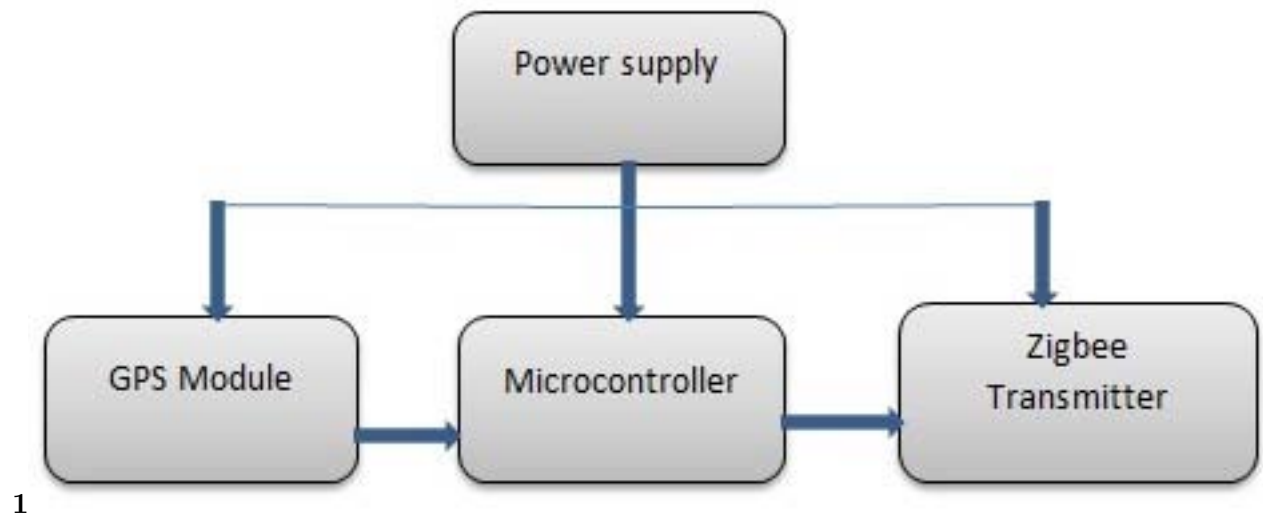 Power supply
GPS Module
Microcontroller
Zigbee
Transmitter
1